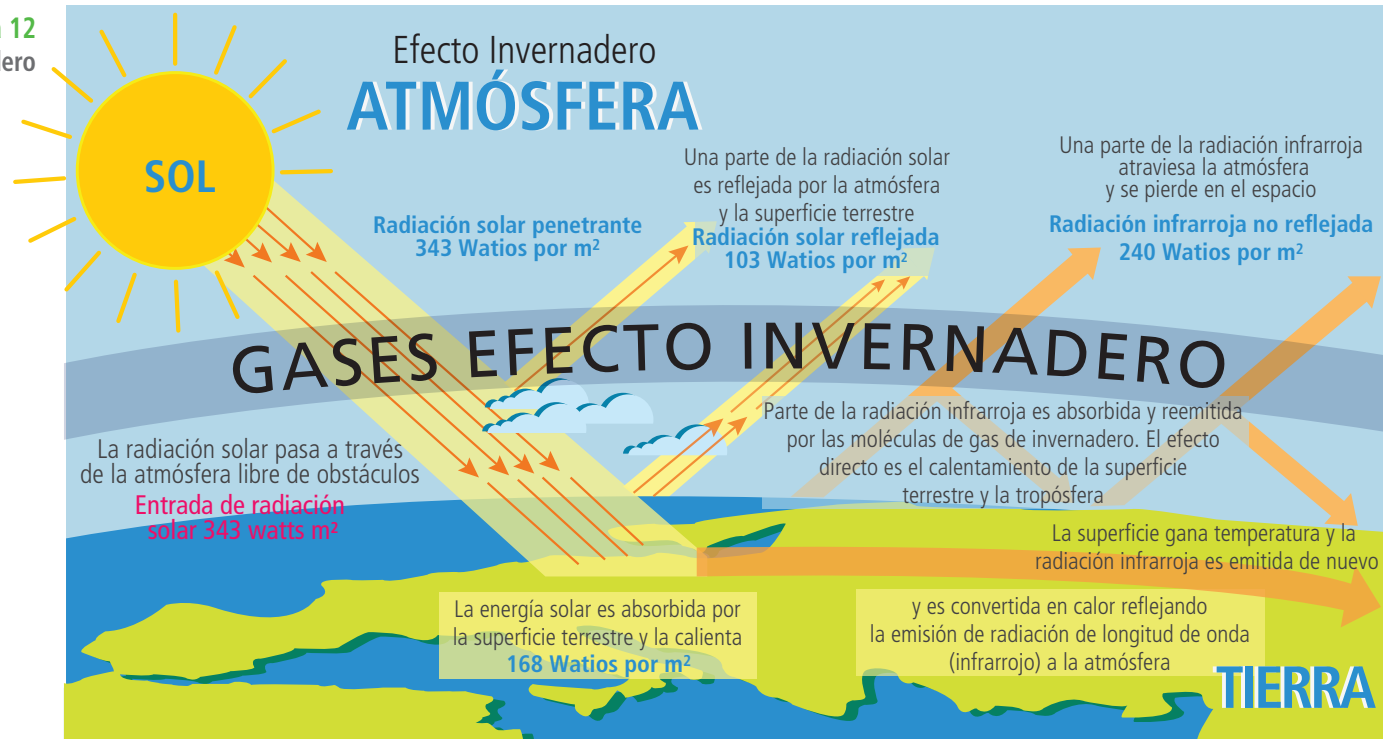 12
Efecto Invernadero
ATMÓSFERA
SOL
Radiación solar penetrante
343 Watios por m²
Una parte de la radiación solar
es reflejada por la atmósfera
y la superficie terrestre
Radiación solar reflejada
103 Watios por m²
Una parte de la radiación infrarroja
atraviesa la atmósfera
y se pierde en el espacio
Radiación infrarroja no reflejada
240 Watios por m²
GASES EFECTO INVERNADERO
La radiación solar pasa a través
de la atmósfera libre de obstáculos
Entrada de radiación
solar 343 watts m²
Parte de la radiación infrarroja es absorbida y reemitida
por las moléculas de gas de invernadero. El efecto
directo es el calentamiento de la superficie
terrestre y la tropósfera
La superficie gana temperatura y la
radiación infrarroja es emitida de nuevo
La energía solar es absorbida por
la superficie terrestre y la calienta
168 Watios por m²
y es convertida en calor reflejando
la emisión de radiación de longitud de onda
(infrarrojo) a la atmósfera
TIERRA